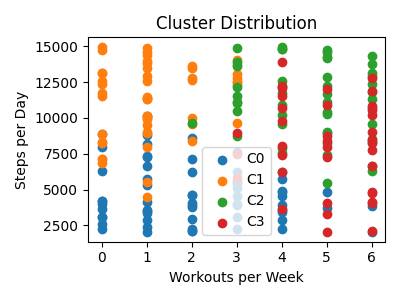 Cluster Distribution
15000
12500
10000
7500
5000
2500
Steps per Day
C0
C1
C2
C3
0 1 2 3 4 5 6
Workouts per Week